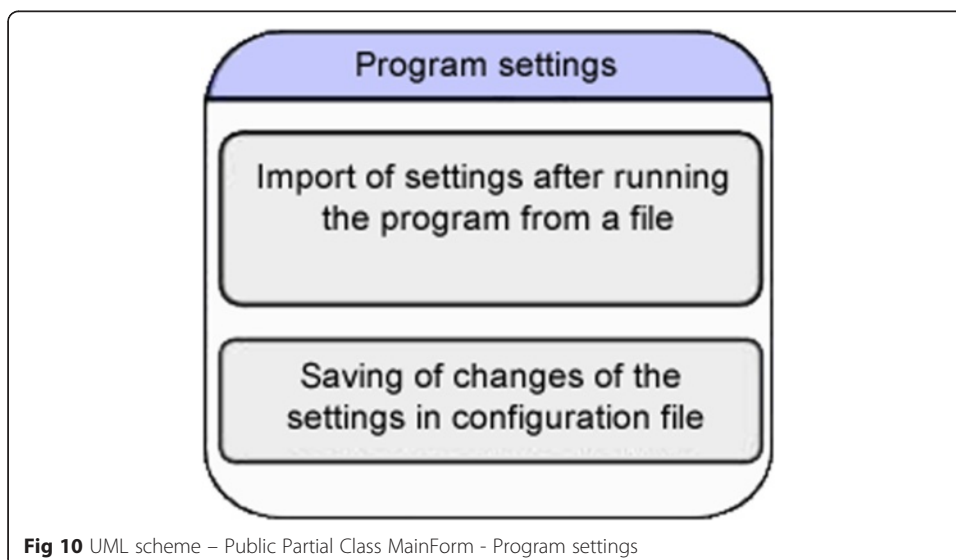 Program settings
Import of settings after running
the program from a file
Saving of changes of the
settings in configuration file
Fig 10 UML scheme – Public Partial Class MainForm - Program settings